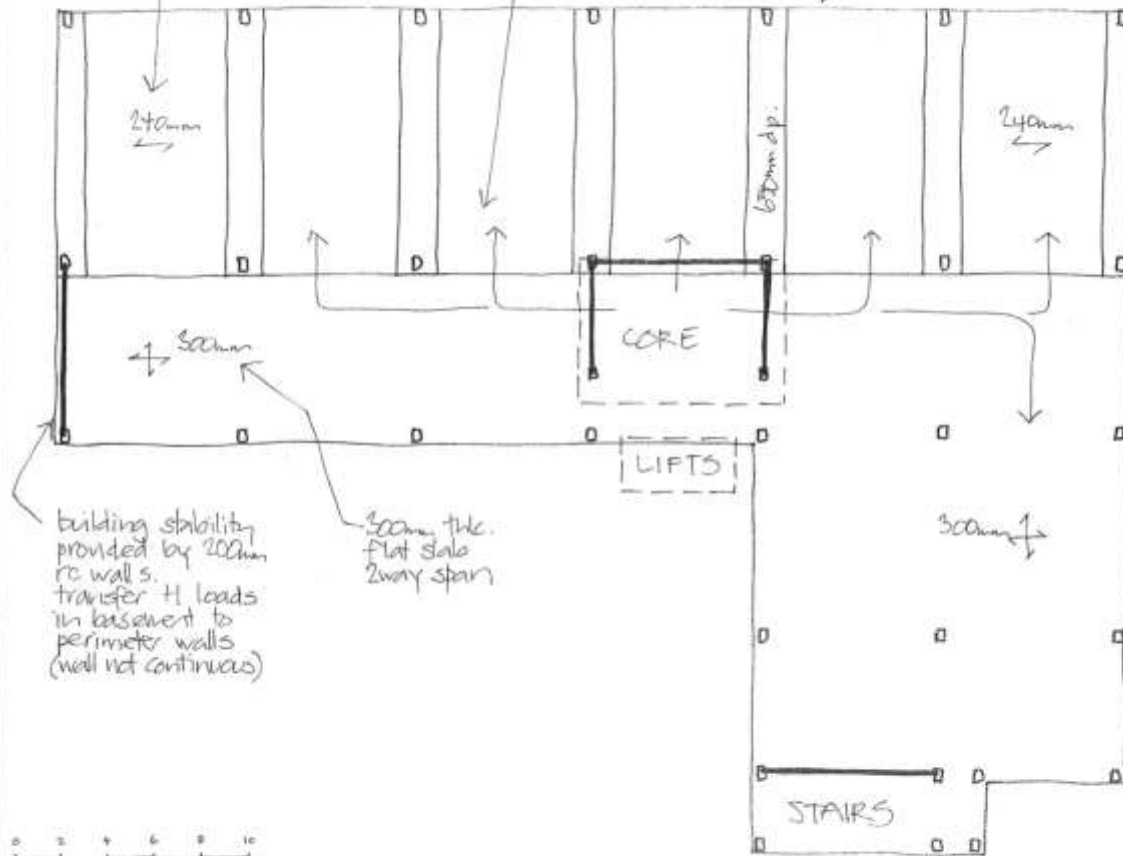 240mm
650mm dp.
240mm
300mm
CORE
LIFTS
building stability
provided by 200mm
rc walls.
transfer H loads
in basement to
perimeter walls
(wall not continuous)
300mm thk.
flat slab
2way span
300mm
STAIRS
0 2 4 6 8 10